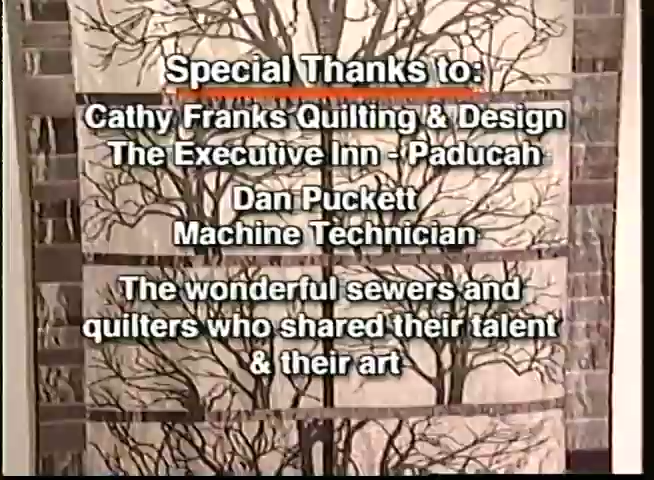 Special Thanks to:
Cathy Franks Quilting & Design
The Executive Inn - Paducah
Dan Puckett
Machine Technician
The wonderful sewers and
quilters who shared their talent
& their art